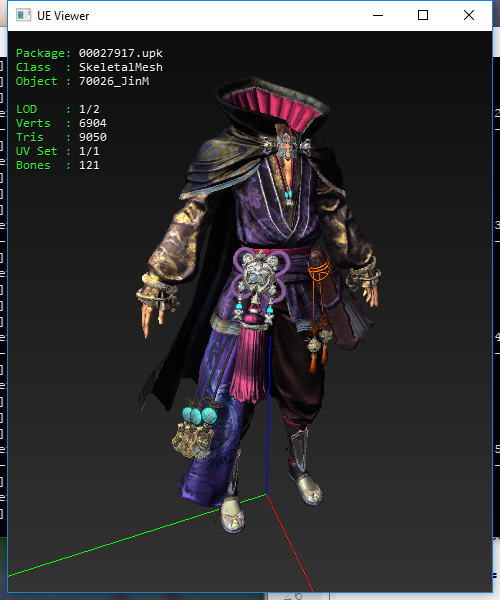 UE Viewer
Package: 00027917.upk
Class : SkeletalMesh
Object : 70026_JinM
LOD : 1/2
Verts : 6904
Tris : 9050
UV Set : 1/1
Bones : 121